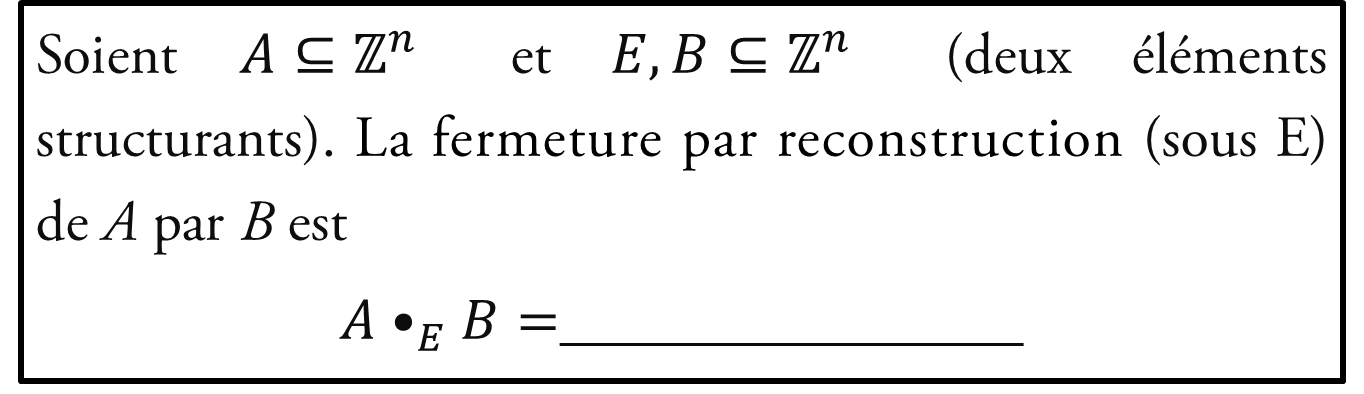 Soient A ⊆ ℤⁿ et E, B ⊆ ℤⁿ (deux éléments
structurants). La fermeture par reconstruction (sous E)
de A par B est
A •_E B = ________________